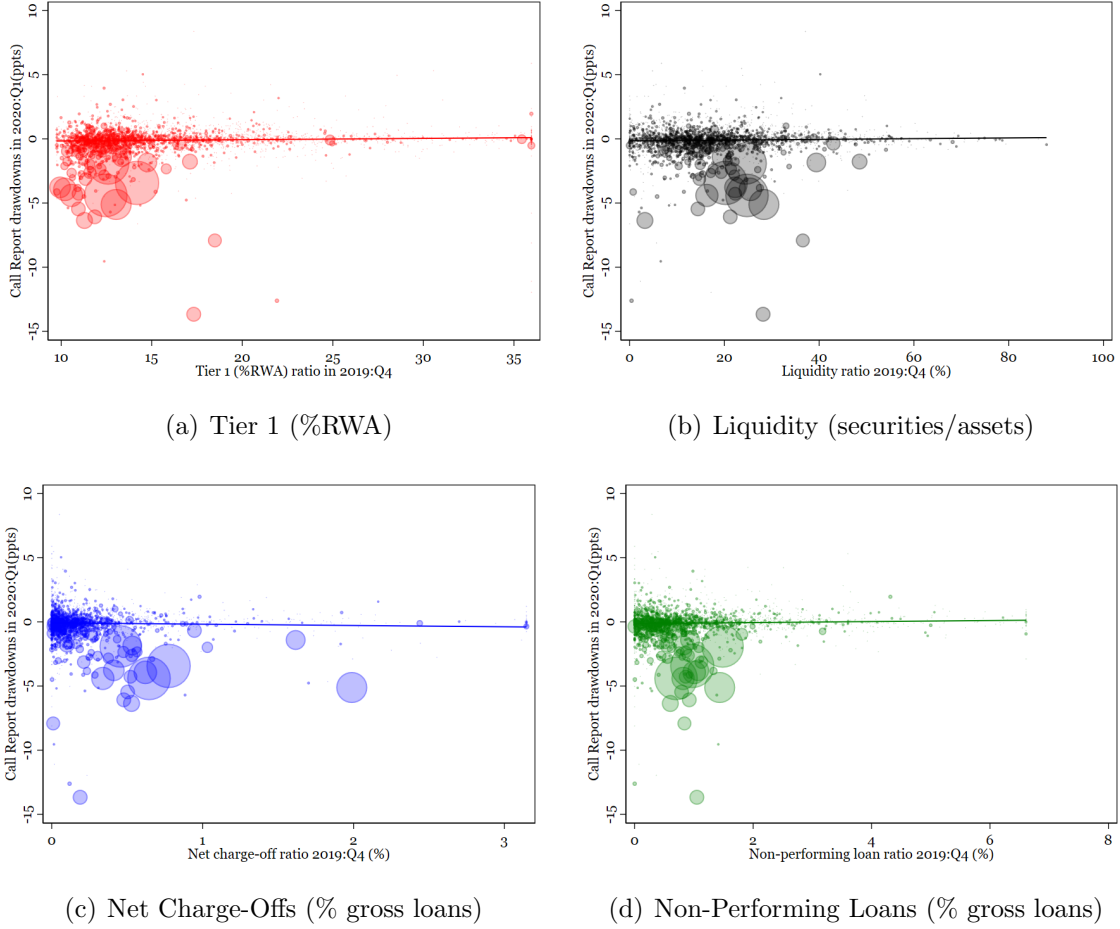 10
5
0
-5
-10
-15
Call Report drawdowns in 2020:Q1(ppts)
10 15 20 25 30 35
Tier 1 (%RWA) ratio in 2019:Q4
(a) Tier 1 (%RWA)
10
5
0
-5
-10
-15
Call Report drawdowns in 2020:Q1(ppts)
0 20 40 60 80 100
Liquidity ratio 2019:Q4 (%)
(b) Liquidity (securities/assets)
10
5
0
-5
-10
-15
Call Report drawdowns in 2020:Q1(ppts)
0 1 2 3
Net charge-off ratio 2019:Q4 (%)
(c) Net Charge-Offs (% gross loans)
10
5
0
-5
-10
-15
Call Report drawdowns in 2020:Q1(ppts)
0 2 4 6 8
Non-performing loan ratio 2019:Q4 (%)
(d) Non-Performing Loans (% gross loans)